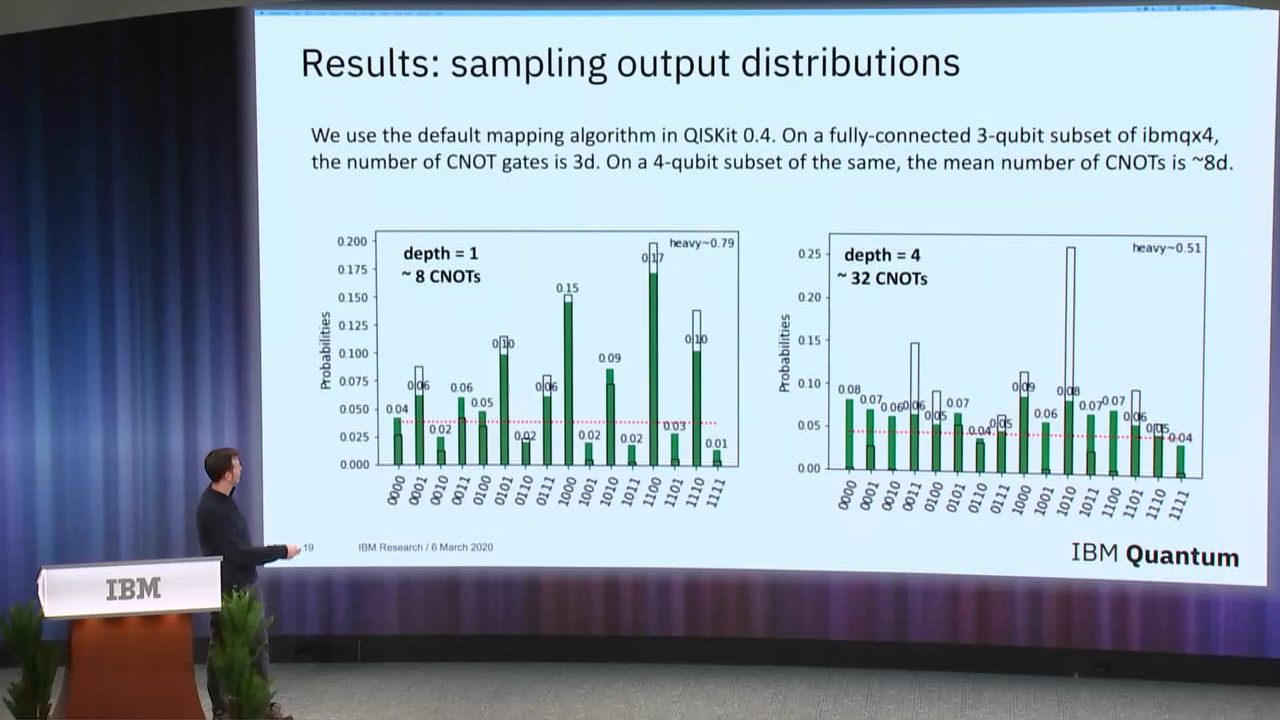 Results: sampling output distributions
We use the default mapping algorithm in QISKit 0.4. On a fully-connected 3-qubit subset of ibmqx4,
the number of CNOT gates is 3d. On a 4-qubit subset of the same, the mean number of CNOTs is ~8d.
depth = 1
~ 8 CNOTs
heavy~0.79
Probabilities
0.200
0.175
0.150
0.125
0.100
0.075
0.050
0.025
0.000
0.04 0.06 0.02 0.06 0.05 0.10 0.02 0.06 0.15 0.02 0.09 0.02 0.17 0.03 0.10 0.01
0000 0001 0010 0011 0100 0101 0110 0111 1000 1001 1010 1011 1100 1101 1110 1111
depth = 4
~ 32 CNOTs
heavy~0.51
Probabilities
0.25
0.20
0.15
0.10
0.05
0.00
0.08 0.07 0.06 0.06 0.05 0.07 0.04 0.05 0.09 0.06 0.08 0.07 0.07 0.06 0.05 0.04
0000 0001 0010 0011 0100 0101 0110 0111 1000 1001 1010 1011 1100 1101 1110 1111
19 IBM Research / 6 March 2020
IBM Quantum
IBM